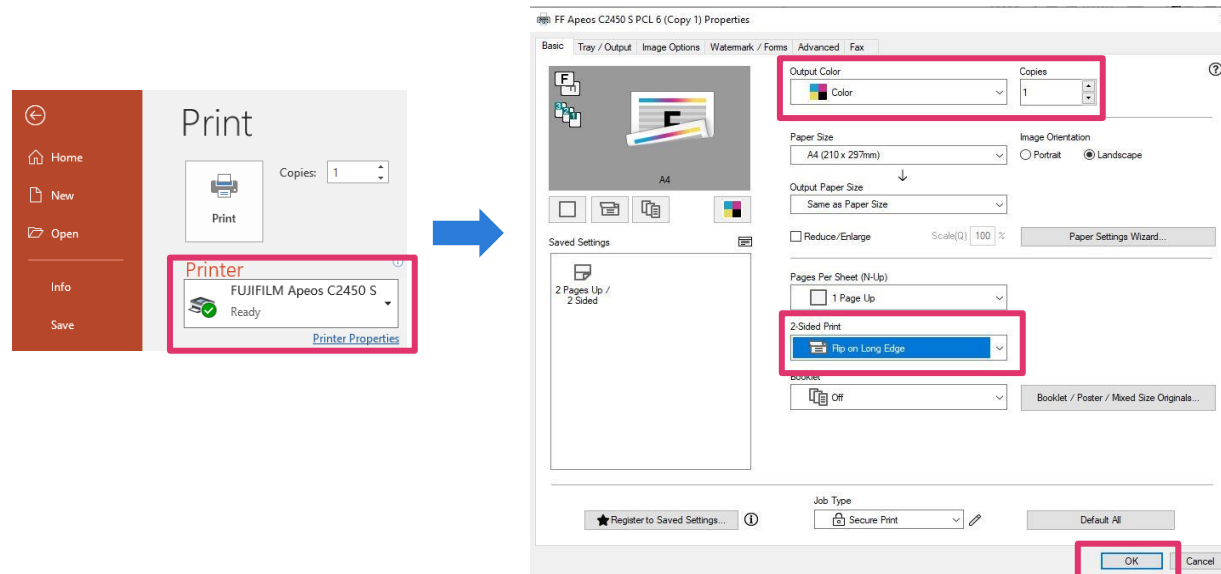 Home
New
Open
Info
Save
Print
Copies: 1
Print
Printer
FUJIFILM Apeos C2450 S
Ready
Printer Properties
FF Apeos C2450 S PCL 6 (Copy 1) Properties
Basic Tray / Output Image Options Watermark / Forms Advanced Fax
A4
Saved Settings
2 Pages Up /
2 Sided
Output Color
Color
Copies
1
Paper Size
A4 (210 x 297mm)
Image Orientation
Portrait Landscape
Output Paper Size
Same as Paper Size
Reduce/Enlarge Scale(Q) 100 %
Paper Settings Wizard...
Pages Per Sheet (N-Up)
1 Page Up
2-Sided Print
Flip on Long Edge
Booklet
Off
Booklet / Poster / Mixed Size Originals...
Job Type
Register to Saved Settings...
Secure Print
Default All
OK Cancel